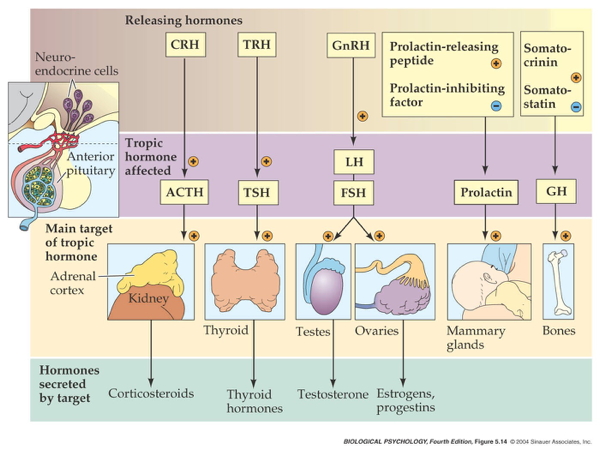 Releasing hormones
CRH
TRH
GnRH
Prolactin-releasing
peptide
+
Prolactin-inhibiting
factor
−
Somato-
crinin
+
Somato-
statin
−
Neuro-
endocrine cells
Anterior
pituitary
Tropic
hormone
affected
+
+
+
LH
ACTH
TSH
FSH
Prolactin
GH
Main target
of tropic
hormone
+
+
+
+
+
+
Adrenal
cortex
Kidney
Thyroid
Testes
Ovaries
Mammary
glands
Bones
Hormones
secreted
by target
Corticosteroids
Thyroid
hormones
Testosterone
Estrogens,
progestins
BIOLOGICAL PSYCHOLOGY, Fourth Edition, Figure 5.14 © 2004 Sinauer Associates, Inc.